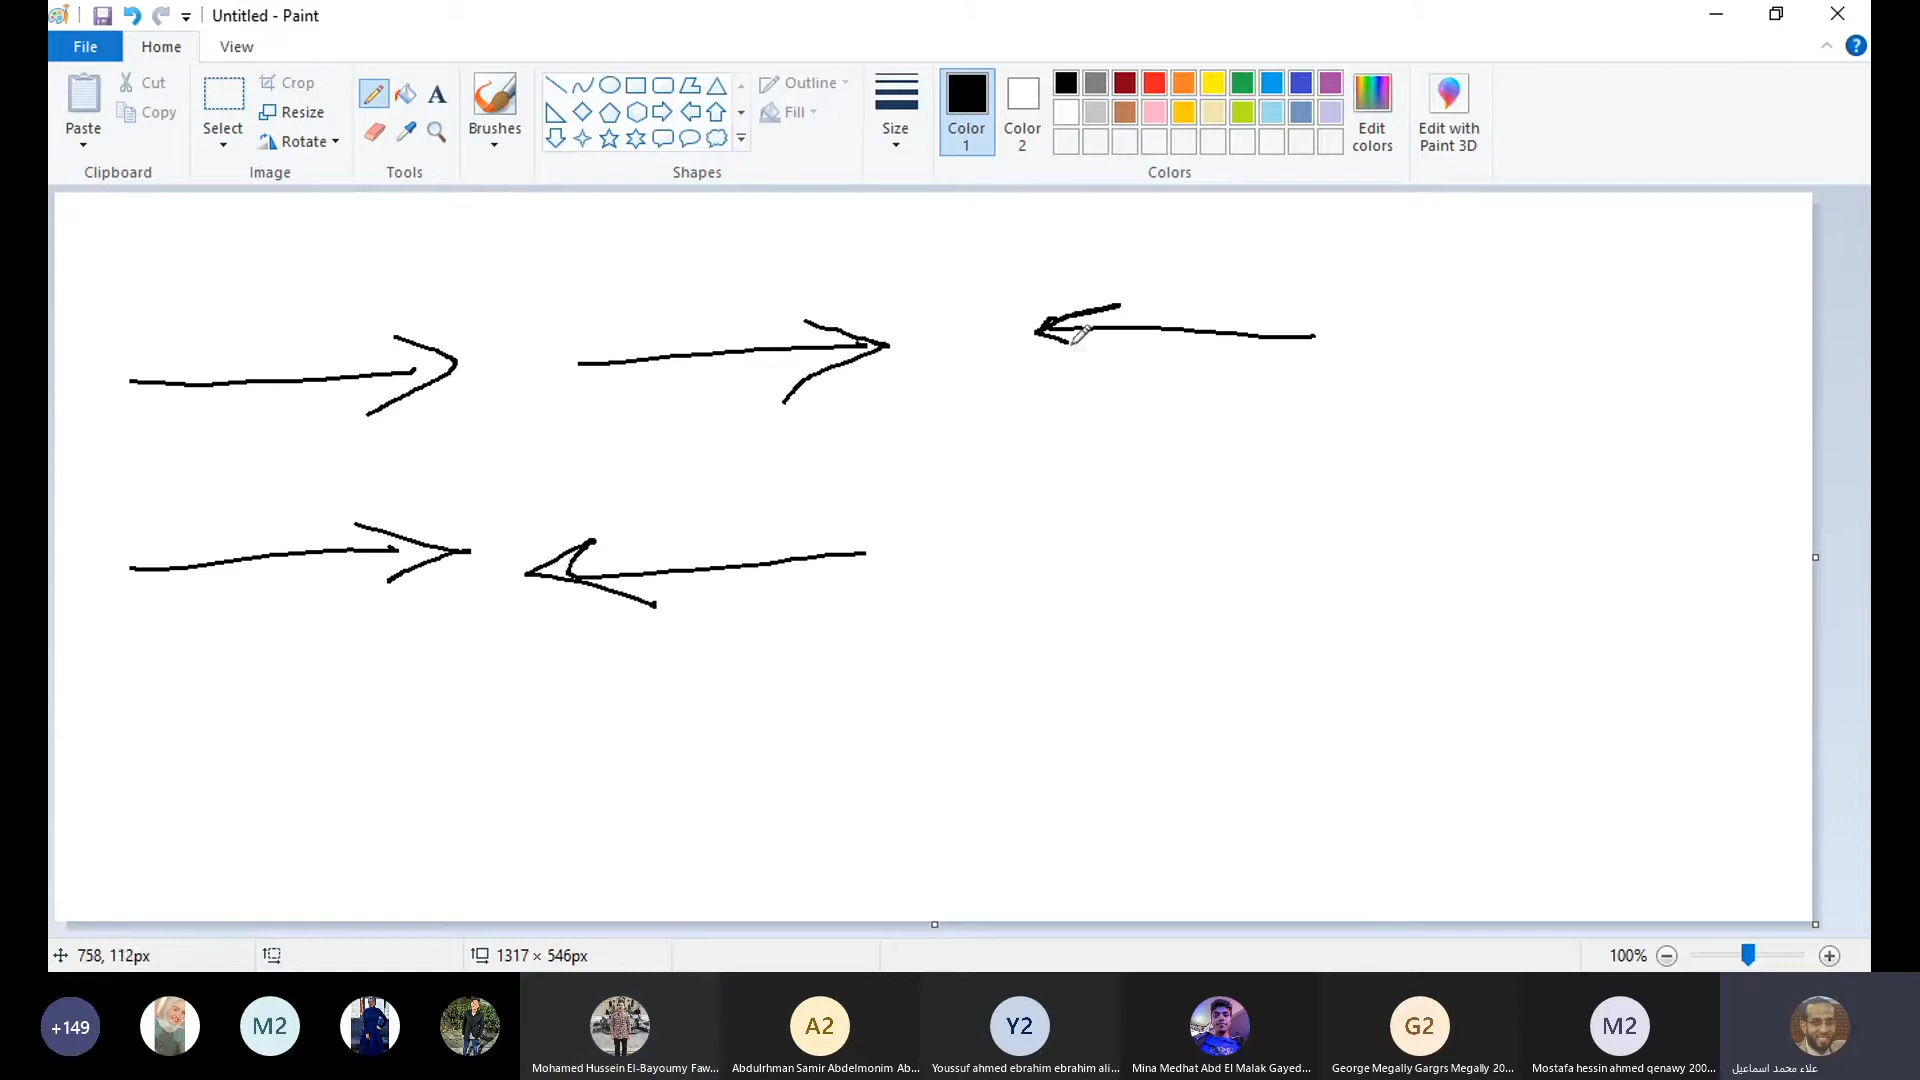 Untitled - Paint
File Home View
Cut
Copy
Paste
Crop
Resize
Rotate
Select
A
Brushes
Outline
Fill
Size
Color 1
Color 2
Edit colors
Edit with Paint 3D
?
Clipboard Image Tools Shapes Colors
758, 112px
1317 × 546px
100%
+149
M2
A2
Y2
G2
M2
Mohamed Hussein El-Bayoumy Faw...
Abdulrhman Samir Abdelmonim Ab...
Youssuf ahmed ebrahim ebrahim ali...
Mina Medhat Abd El Malak Gayed...
George Megally Gargrs Megally 20...
Mostafa hessin ahmed qenawy 200...
علاء محمد اسماعيل